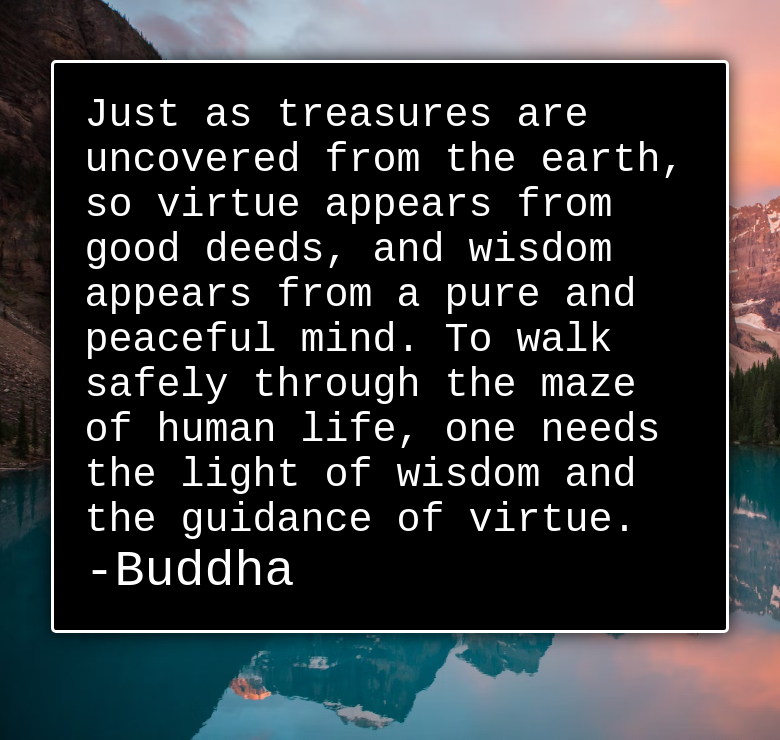 Just as treasures are
uncovered from the earth,
so virtue appears from
good deeds, and wisdom
appears from a pure and
peaceful mind. To walk
safely through the maze
of human life, one needs
the light of wisdom and
the guidance of virtue.
-Buddha